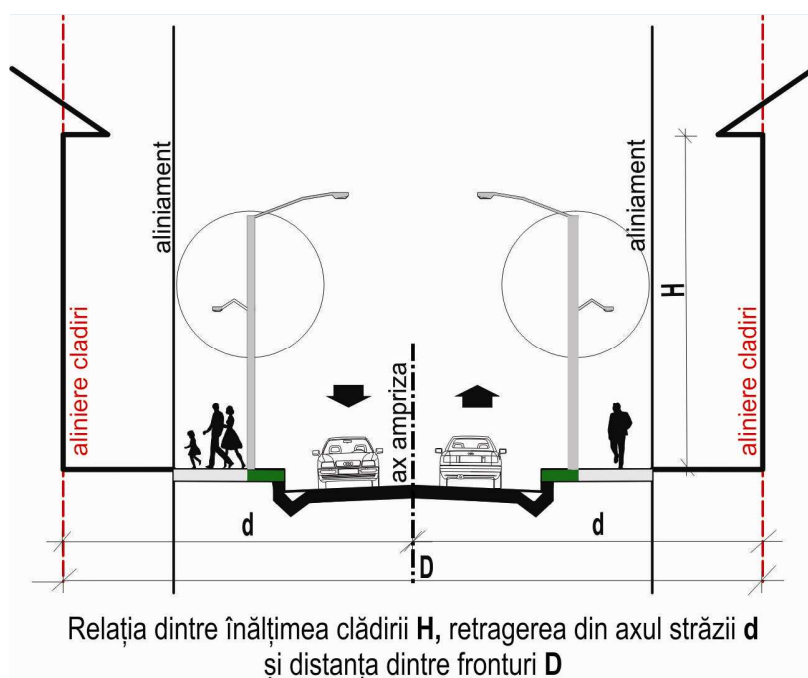 aliniament
aliniament
H
aliniere cladiri
ax ampriza
aliniere cladiri
d
d
D
Relația dintre înălțimea clădirii H, retragerea din axul străzii d
și distanța dintre fronturi D